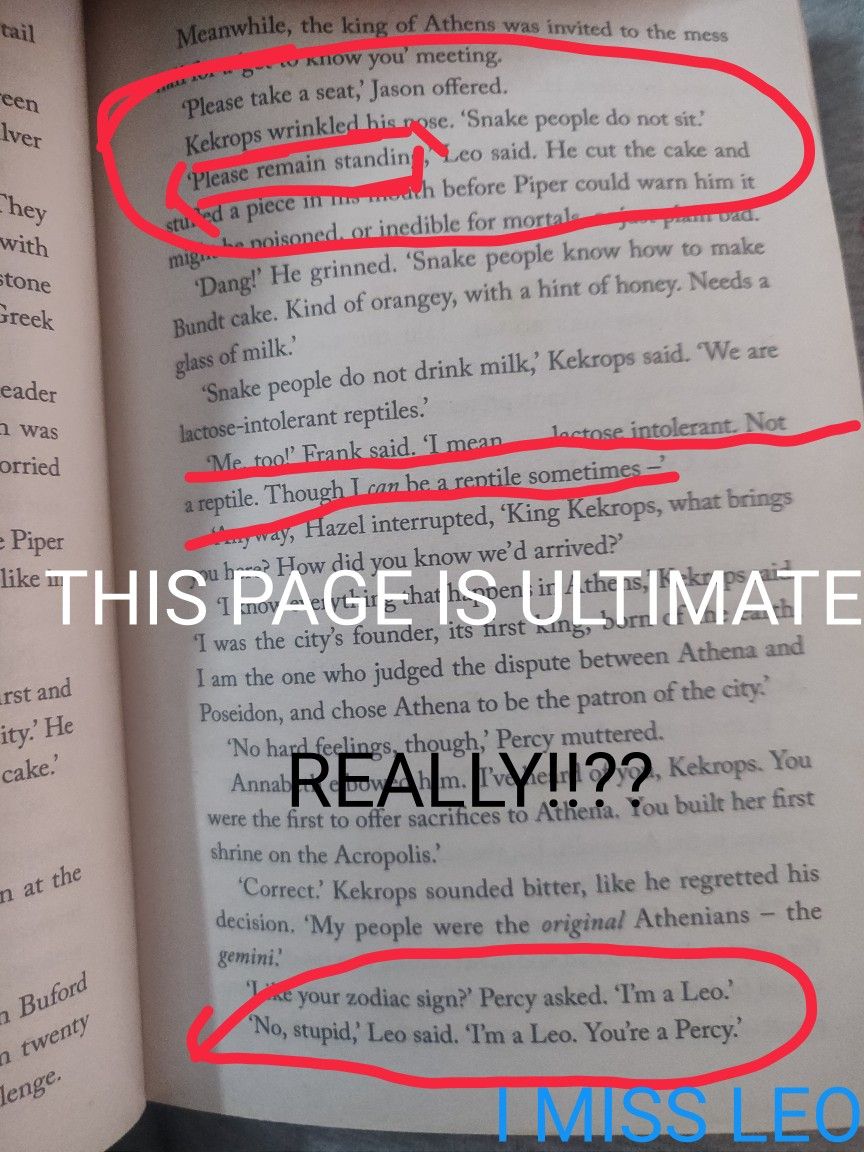 tail
een
lver
They
with
stone
Greek
eader
n was
orried
e Piper
like in
irst and
ity.' He
cake.'
n at the
n Buford
n twenty
lenge.
Meanwhile, the king of Athens was invited to the mess
hall for a 'get to know you' meeting.
'Please take a seat,' Jason offered.
Kekrops wrinkled his nose. 'Snake people do not sit.'
'Please remain standing,' Leo said. He cut the cake and
stuffed a piece in his mouth before Piper could warn him it
might be poisoned, or inedible for mortals, or just plain bad.
'Dang!' He grinned. 'Snake people know how to make
Bundt cake. Kind of orangey, with a hint of honey. Needs a
glass of milk.'
'Snake people do not drink milk,' Kekrops said. 'We are
lactose-intolerant reptiles.'
'Me, too!' Frank said. 'I mean lactose intolerant. Not
a reptile. Though I can be a reptile sometimes –'
'Anyway,' Hazel interrupted, 'King Kekrops, what brings
you here? How did you know we'd arrived?'
THIS PAGE IS ULTIMATE
'I know everything that happens in Athens,' Kekrops said.
'I was the city's founder, its first king, born of the earth
I am the one who judged the dispute between Athena and
Poseidon, and chose Athena to be the patron of the city.'
'No hard feelings, though,' Percy muttered.
REALLY!!??
Annabeth elbowed him. 'I've heard of you, Kekrops. You
were the first to offer sacrifices to Athena. You built her first
shrine on the Acropolis.'
'Correct.' Kekrops sounded bitter, like he regretted his
decision. 'My people were the original Athenians – the
gemini.'
'Like your zodiac sign?' Percy asked. 'I'm a Leo.'
'No, stupid,' Leo said. 'I'm a Leo. You're a Percy.'
I MISS LEO